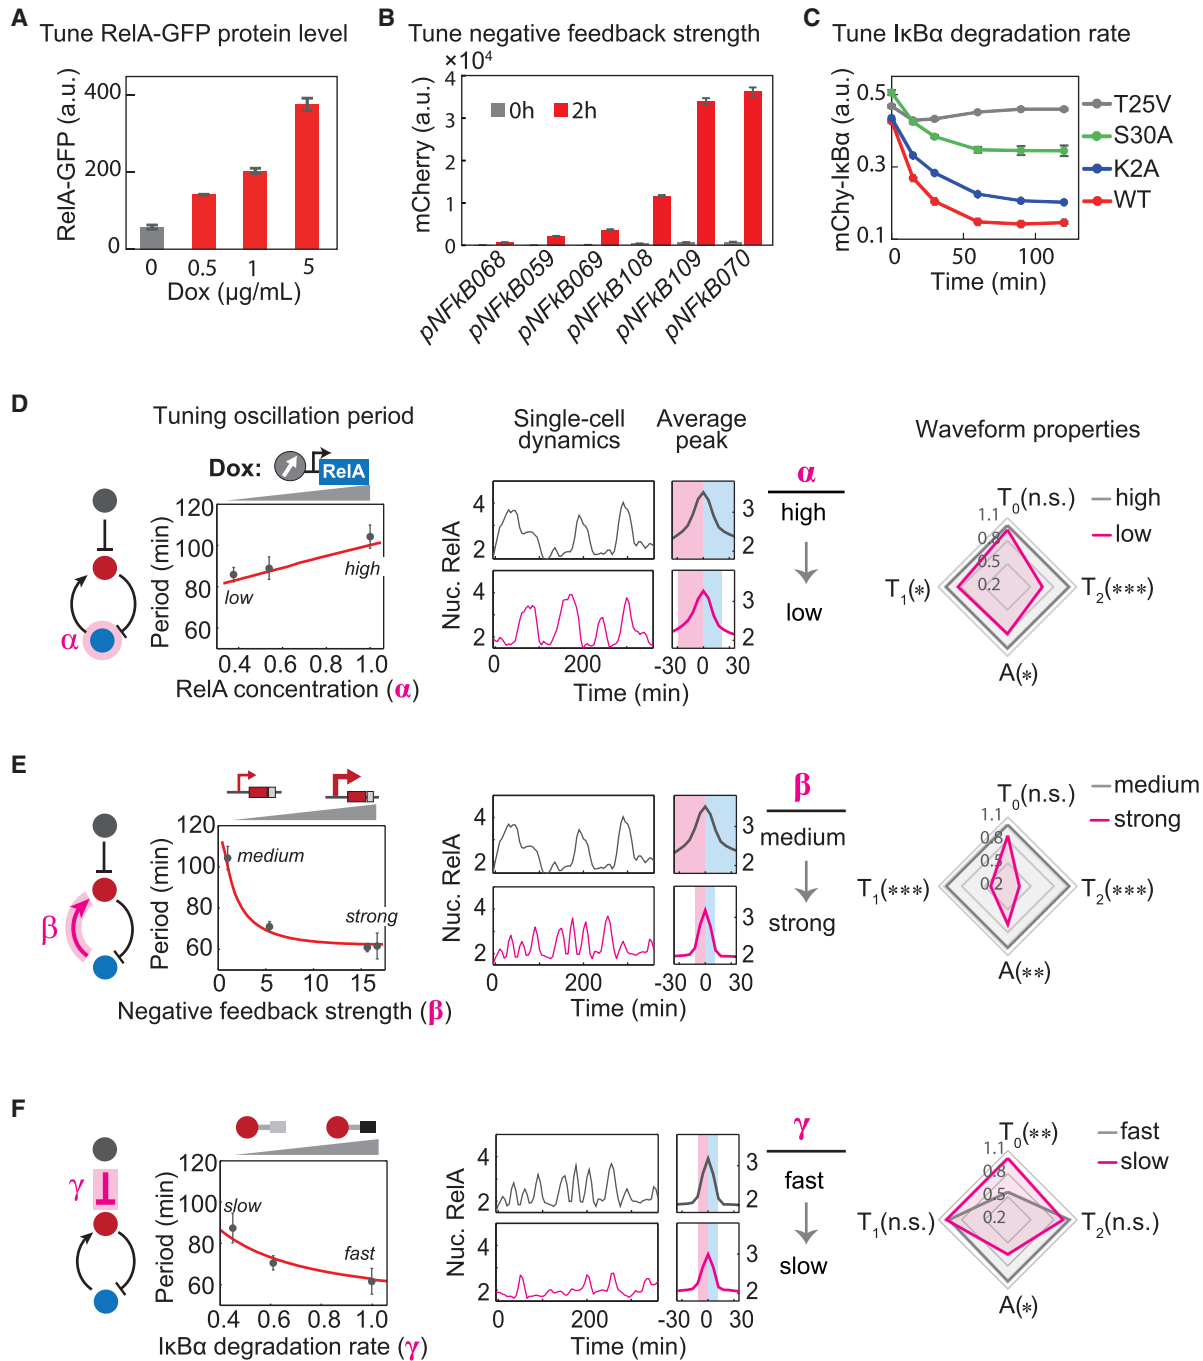 A Tune RelA-GFP protein level
RelA-GFP (a.u.)
400
200
0
0 0.5 1 5
Dox (µg/mL)
B Tune negative feedback strength
×10⁴
mCherry (a.u.)
4
3
2
1
0
0h 2h
pNFkB068 pNFkB059 pNFkB069 pNFkB108 pNFkB109 pNFkB070
C Tune IκBα degradation rate
mChy-IκBα (a.u.)
0.5
0.3
0.1
0 50 100
Time (min)
T25V
S30A
K2A
WT
D
Tuning oscillation period
Dox: RelA
α
Period (min)
120
100
80
60
low
high
0.4 0.6 0.8 1.0
RelA concentration (α)
Single-cell dynamics
Average peak
Nuc. RelA
4
2
4
2
3
2
3
2
0 200
-30 0 30
Time (min)
α
high
low
Waveform properties
T₀(n.s.)
high
low
1.1
0.8
0.5
0.2
T₁(*)
T₂(***)
A(*)
E
β
Period (min)
120
100
80
60
medium
strong
0 5 10 15
Negative feedback strength (β)
Nuc. RelA
4
2
4
2
3
2
3
2
0 200
-30 0 30
Time (min)
β
medium
strong
T₀(n.s.)
medium
strong
1.1
0.8
0.5
0.2
T₁(***)
T₂(***)
A(**)
F
γ
Period (min)
120
100
80
60
slow
fast
0.4 0.6 0.8 1.0
IκBα degradation rate (γ)
Nuc. RelA
4
2
4
2
3
2
3
2
0 200
-30 0 30
Time (min)
γ
fast
slow
T₀(**)
fast
slow
1.1
0.8
0.5
0.2
T₁(n.s.)
T₂(n.s.)
A(*)